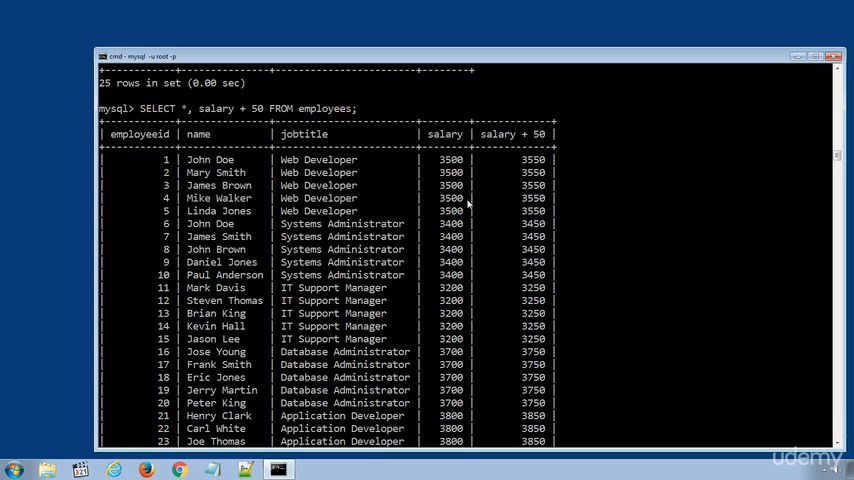 cmd - mysql -u root -p
+-----------+--------------+------------------------+--------+
25 rows in set (0.00 sec)
mysql> SELECT *, salary + 50 FROM employees;
+------------+---------------+------------------------+--------+-------------+
| employeeid | name | jobtitle | salary | salary + 50 |
+------------+---------------+------------------------+--------+-------------+
| 1 | John Doe | Web Developer | 3500 | 3550 |
| 2 | Mary Smith | Web Developer | 3500 | 3550 |
| 3 | James Brown | Web Developer | 3500 | 3550 |
| 4 | Mike Walker | Web Developer | 3500 | 3550 |
| 5 | Linda Jones | Web Developer | 3500 | 3550 |
| 6 | John Doe | Systems Administrator | 3400 | 3450 |
| 7 | James Smith | Systems Administrator | 3400 | 3450 |
| 8 | John Brown | Systems Administrator | 3400 | 3450 |
| 9 | Daniel Jones | Systems Administrator | 3400 | 3450 |
| 10 | Paul Anderson | Systems Administrator | 3400 | 3450 |
| 11 | Mark Davis | IT Support Manager | 3200 | 3250 |
| 12 | Steven Thomas | IT Support Manager | 3200 | 3250 |
| 13 | Brian King | IT Support Manager | 3200 | 3250 |
| 14 | Kevin Hall | IT Support Manager | 3200 | 3250 |
| 15 | Jason Lee | IT Support Manager | 3200 | 3250 |
| 16 | Jose Young | Database Administrator | 3700 | 3750 |
| 17 | Frank Smith | Database Administrator | 3700 | 3750 |
| 18 | Eric Jones | Database Administrator | 3700 | 3750 |
| 19 | Jerry Martin | Database Administrator | 3700 | 3750 |
| 20 | Peter King | Database Administrator | 3700 | 3750 |
| 21 | Henry Clark | Application Developer | 3800 | 3850 |
| 22 | Carl White | Application Developer | 3800 | 3850 |
| 23 | Joe Thomas | Application Developer | 3800 | 3850 |
udemy
321